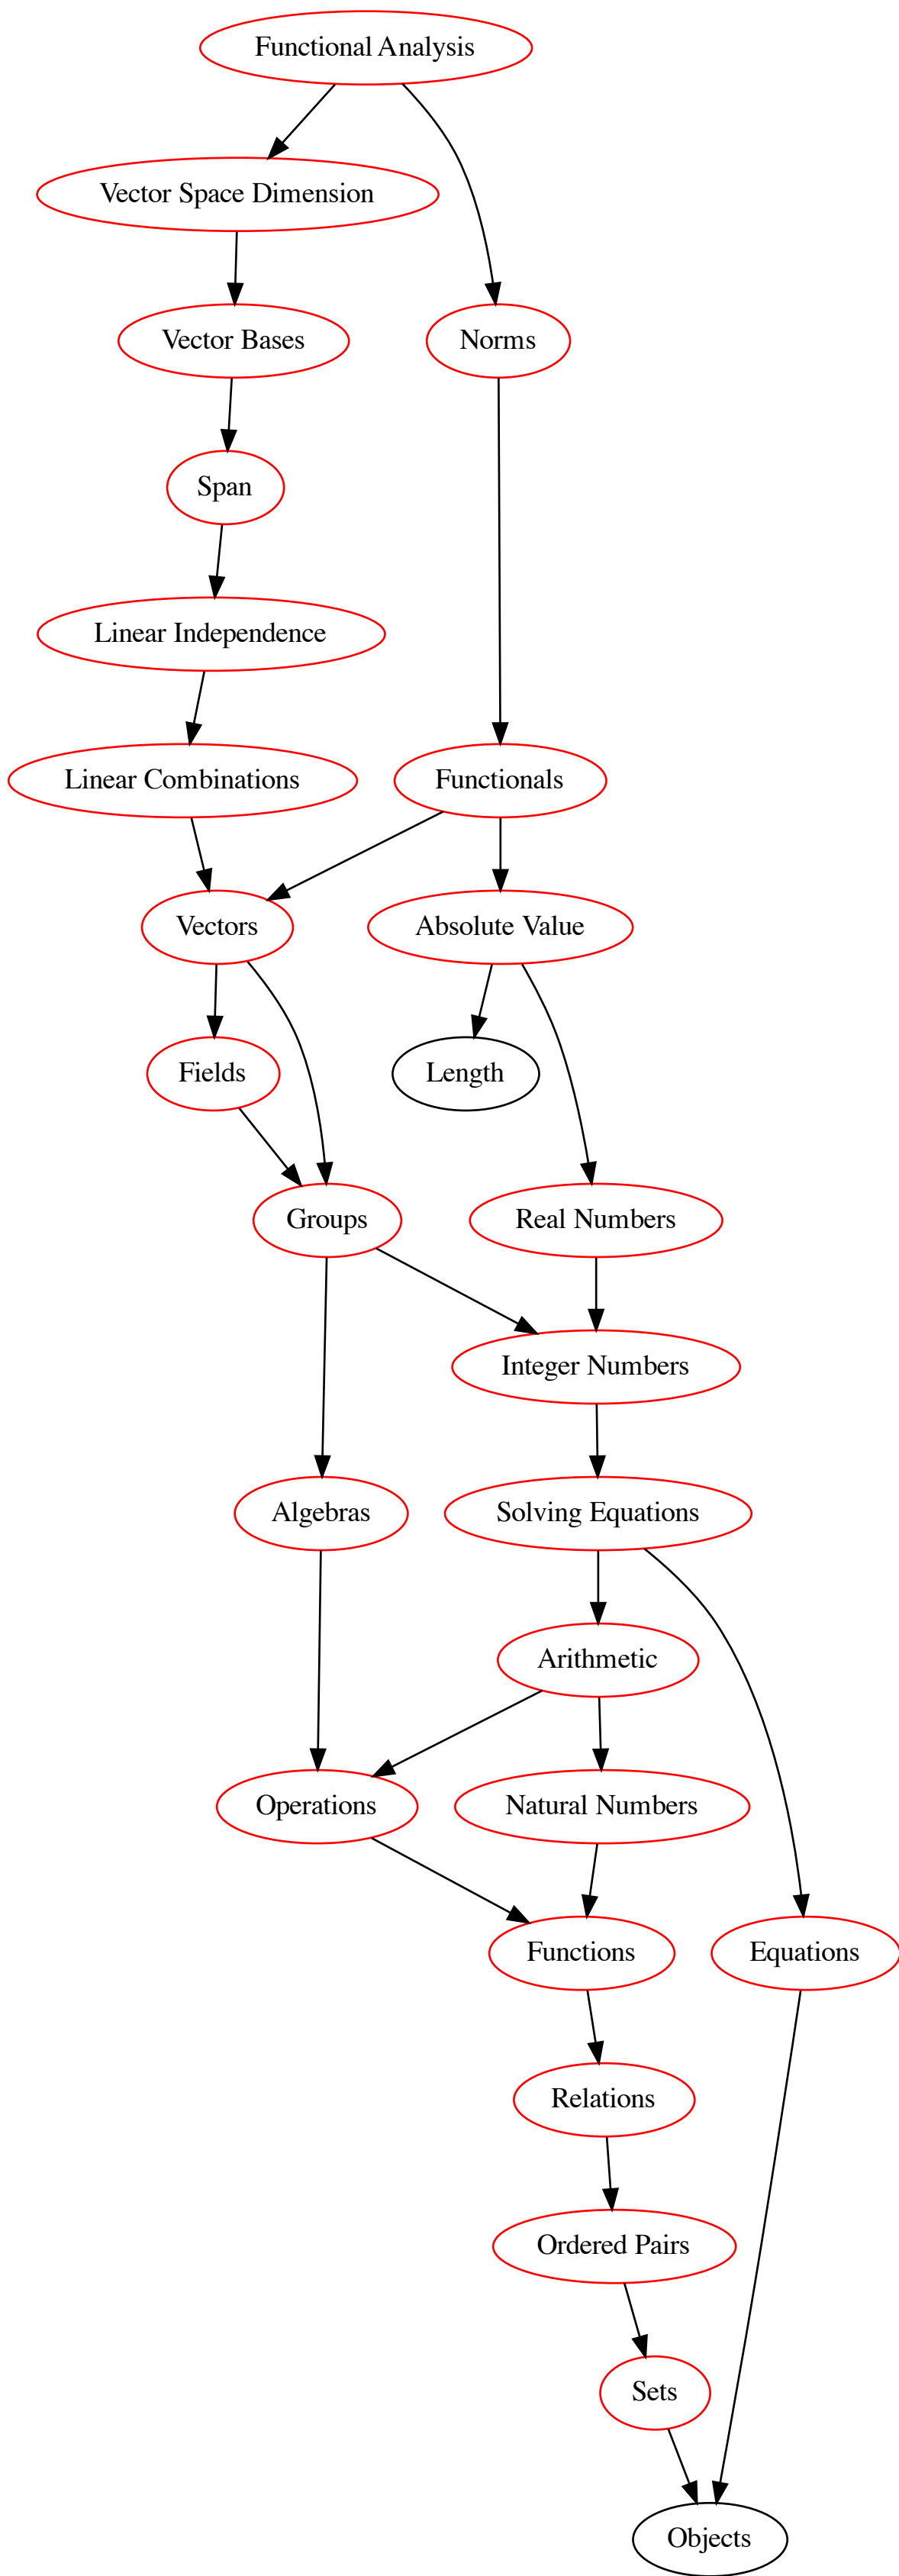 Functional Analysis
Vector Space Dimension
Vector Bases
Norms
Span
Linear Independence
Linear Combinations
Functionals
Vectors
Absolute Value
Fields
Length
Groups
Real Numbers
Integer Numbers
Algebras
Solving Equations
Arithmetic
Operations
Natural Numbers
Functions
Equations
Relations
Ordered Pairs
Sets
Objects